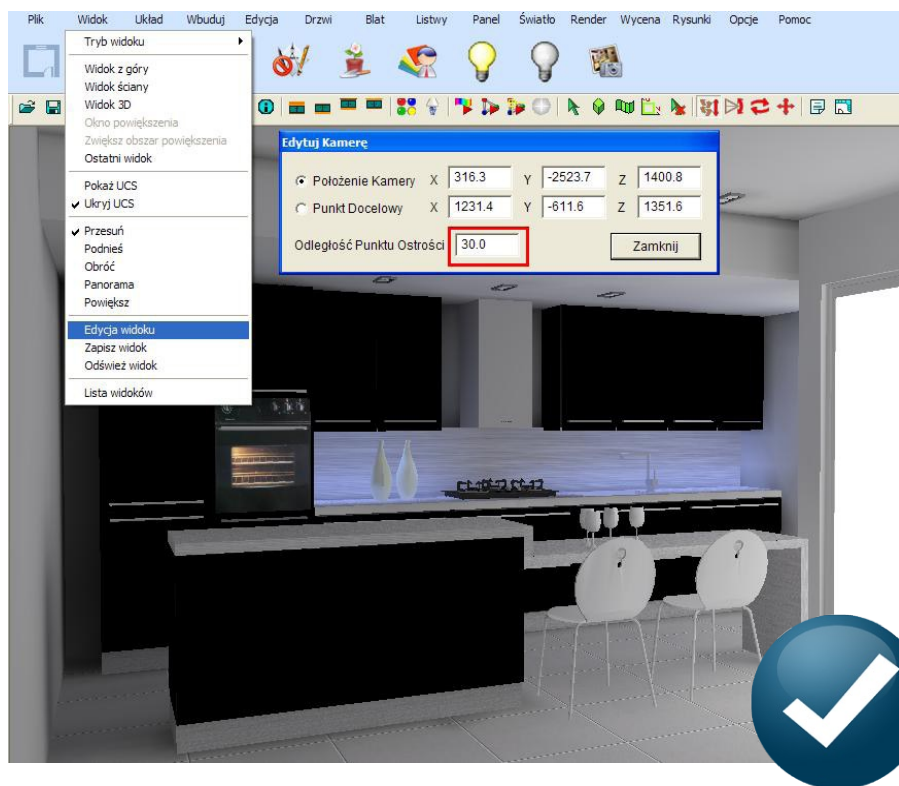 Plik Widok Układ Wbuduj Edycja Drzwi Blat Listwy Panel Światło Render Wycena Rysunki Opcje Pomoc
Tryb widoku
Widok z góry
Widok ściany
Widok 3D
Okno powiększenia
Zwiększ obszar powiększenia
Ostatni widok
Pokaż UCS
Ukryj UCS
Przesuń
Podnieś
Obróć
Panorama
Powiększ
Edycja widoku
Zapisz widok
Odśwież widok
Lista widoków
Edytuj Kamerę
Położenie Kamery X 316.3 Y -2523.7 Z 1400.8
Punkt Docelowy X 1231.4 Y -611.6 Z 1351.6
Odległość Punktu Ostrości 30.0 Zamknij